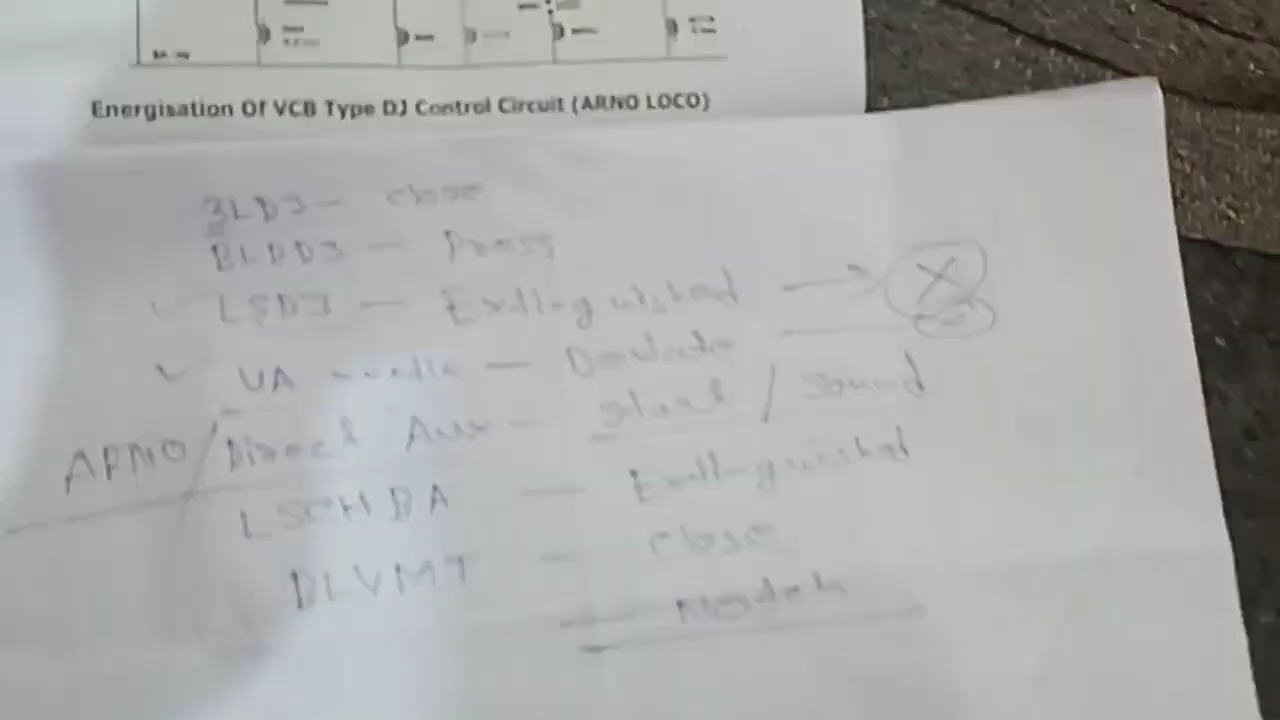 Energisation Of VCB Type DJ Control Circuit (ARNO LOCO)
BLDJ - close
BLRDJ - Press
LSDJ - Extinguished → X
UA needle - Deviate
ARNO / Direct Aux - start / sound
LSCHBA - Extinguished
BLVMT - close